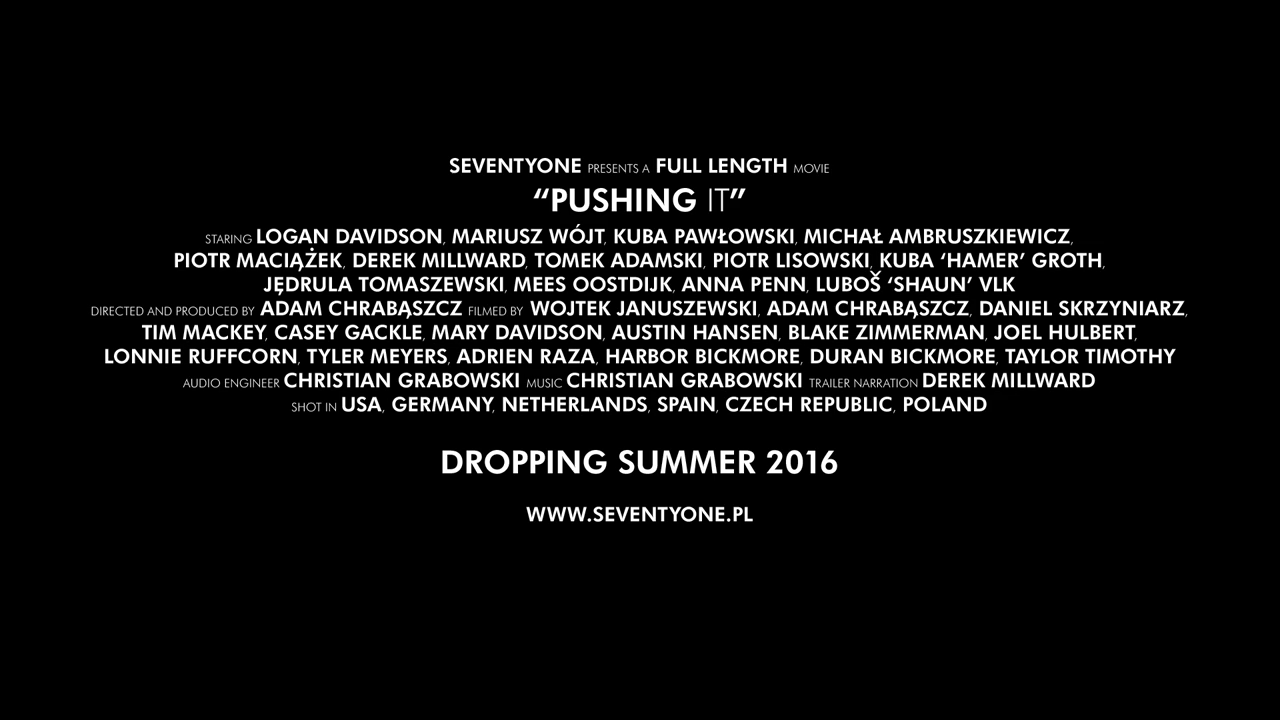 SEVENTYONE PRESENTS A FULL LENGTH MOVIE
“PUSHING IT”
STARING LOGAN DAVIDSON, MARIUSZ WÓJT, KUBA PAWŁOWSKI, MICHAŁ AMBRUSZKIEWICZ,
PIOTR MACIĄŻEK, DEREK MILLWARD, TOMEK ADAMSKI, PIOTR LISOWSKI, KUBA ‘HAMER’ GROTH,
JĘDRULA TOMASZEWSKI, MEES OOSTDIJK, ANNA PENN, LUBOŠ ‘SHAUN’ VLK
DIRECTED AND PRODUCED BY ADAM CHRABĄSZCZ FILMED BY WOJTEK JANUSZEWSKI, ADAM CHRABĄSZCZ, DANIEL SKRZYNIARZ,
TIM MACKEY, CASEY GACKLE, MARY DAVIDSON, AUSTIN HANSEN, BLAKE ZIMMERMAN, JOEL HULBERT,
LONNIE RUFFCORN, TYLER MEYERS, ADRIEN RAZA, HARBOR BICKMORE, DURAN BICKMORE, TAYLOR TIMOTHY
AUDIO ENGINEER CHRISTIAN GRABOWSKI MUSIC CHRISTIAN GRABOWSKI TRAILER NARRATION DEREK MILLWARD
SHOT IN USA, GERMANY, NETHERLANDS, SPAIN, CZECH REPUBLIC, POLAND
DROPPING SUMMER 2016
WWW.SEVENTYONE.PL